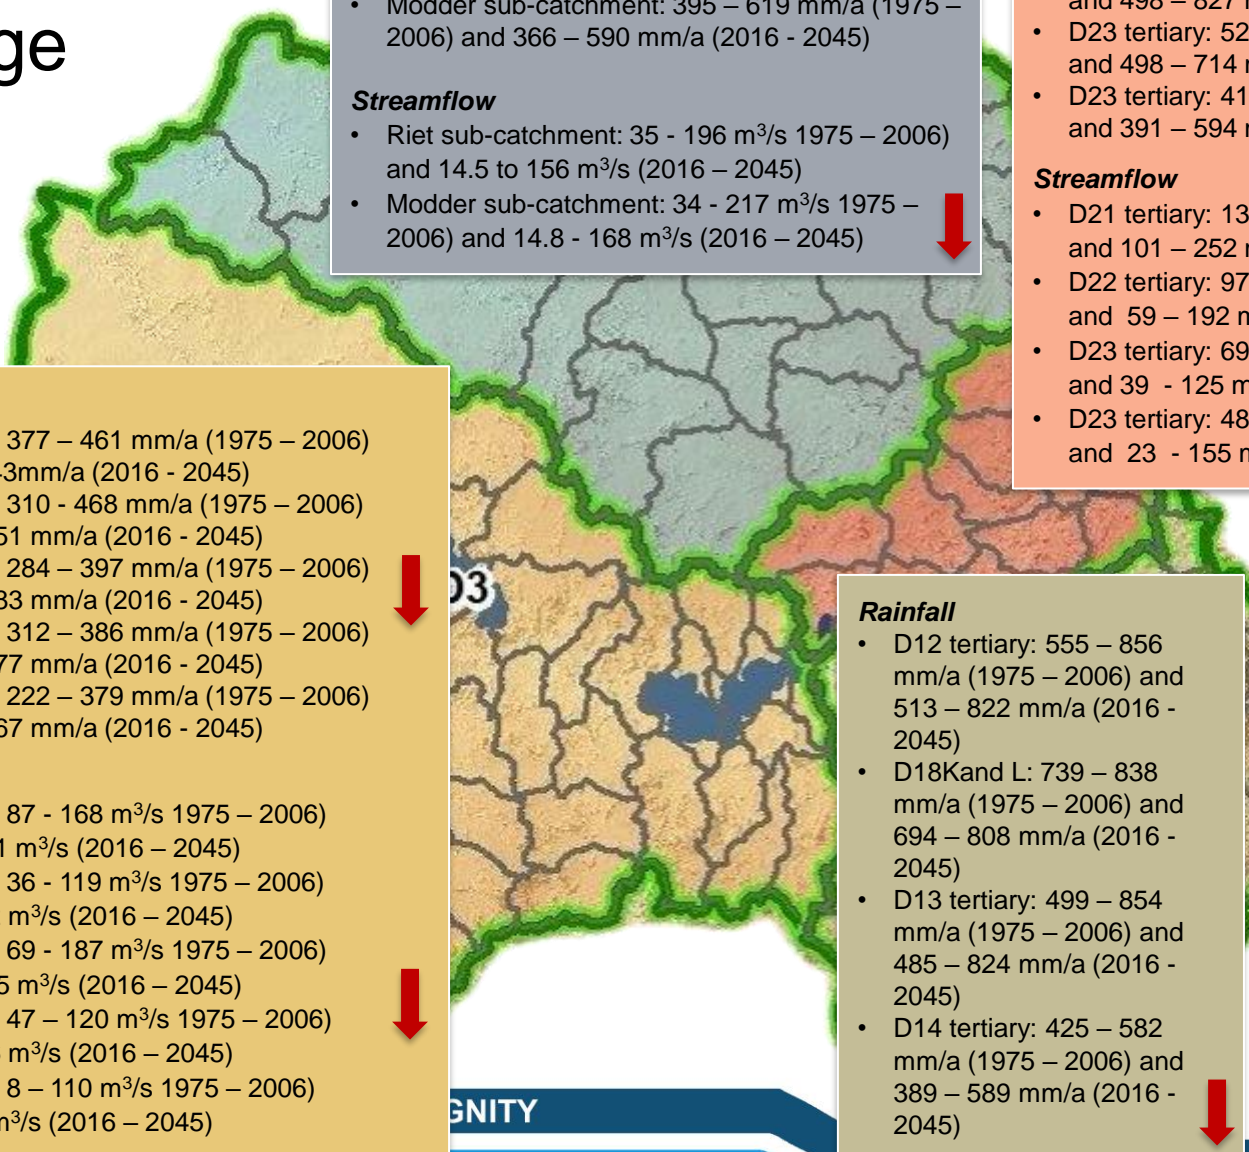 ge
Modder sub-catchment: 395 – 619 mm/a (1975 –
2006) and 366 – 590 mm/a (2016 - 2045)
Streamflow
• Riet sub-catchment: 35 - 196 m³/s 1975 – 2006)
and 14.5 to 156 m³/s (2016 – 2045)
• Modder sub-catchment: 34 - 217 m³/s 1975 –
2006) and 14.8 - 168 m³/s (2016 – 2045)
and 498 – 827
• D23 tertiary: 52
and 498 – 714
• D23 tertiary: 41
and 391 – 594
Streamflow
• D21 tertiary: 13
and 101 – 252
• D22 tertiary: 97
and 59 – 192
• D23 tertiary: 69
and 39 - 125
• D23 tertiary: 48
and 23 - 155
377 – 461 mm/a (1975 – 2006)
3mm/a (2016 - 2045)
310 - 468 mm/a (1975 – 2006)
51 mm/a (2016 - 2045)
284 – 397 mm/a (1975 – 2006)
83 mm/a (2016 - 2045)
312 – 386 mm/a (1975 – 2006)
77 mm/a (2016 - 2045)
222 – 379 mm/a (1975 – 2006)
67 mm/a (2016 - 2045)
87 - 168 m³/s 1975 – 2006)
1 m³/s (2016 – 2045)
36 - 119 m³/s 1975 – 2006)
m³/s (2016 – 2045)
69 - 187 m³/s 1975 – 2006)
5 m³/s (2016 – 2045)
47 – 120 m³/s 1975 – 2006)
m³/s (2016 – 2045)
8 – 110 m³/s 1975 – 2006)
m³/s (2016 – 2045)
D3
Rainfall
• D12 tertiary: 555 – 856
mm/a (1975 – 2006) and
513 – 822 mm/a (2016 -
2045)
• D18Kand L: 739 – 838
mm/a (1975 – 2006) and
694 – 808 mm/a (2016 -
2045)
• D13 tertiary: 499 – 854
mm/a (1975 – 2006) and
485 – 824 mm/a (2016 -
2045)
• D14 tertiary: 425 – 582
mm/a (1975 – 2006) and
389 – 589 mm/a (2016 -
2045)
GNITY